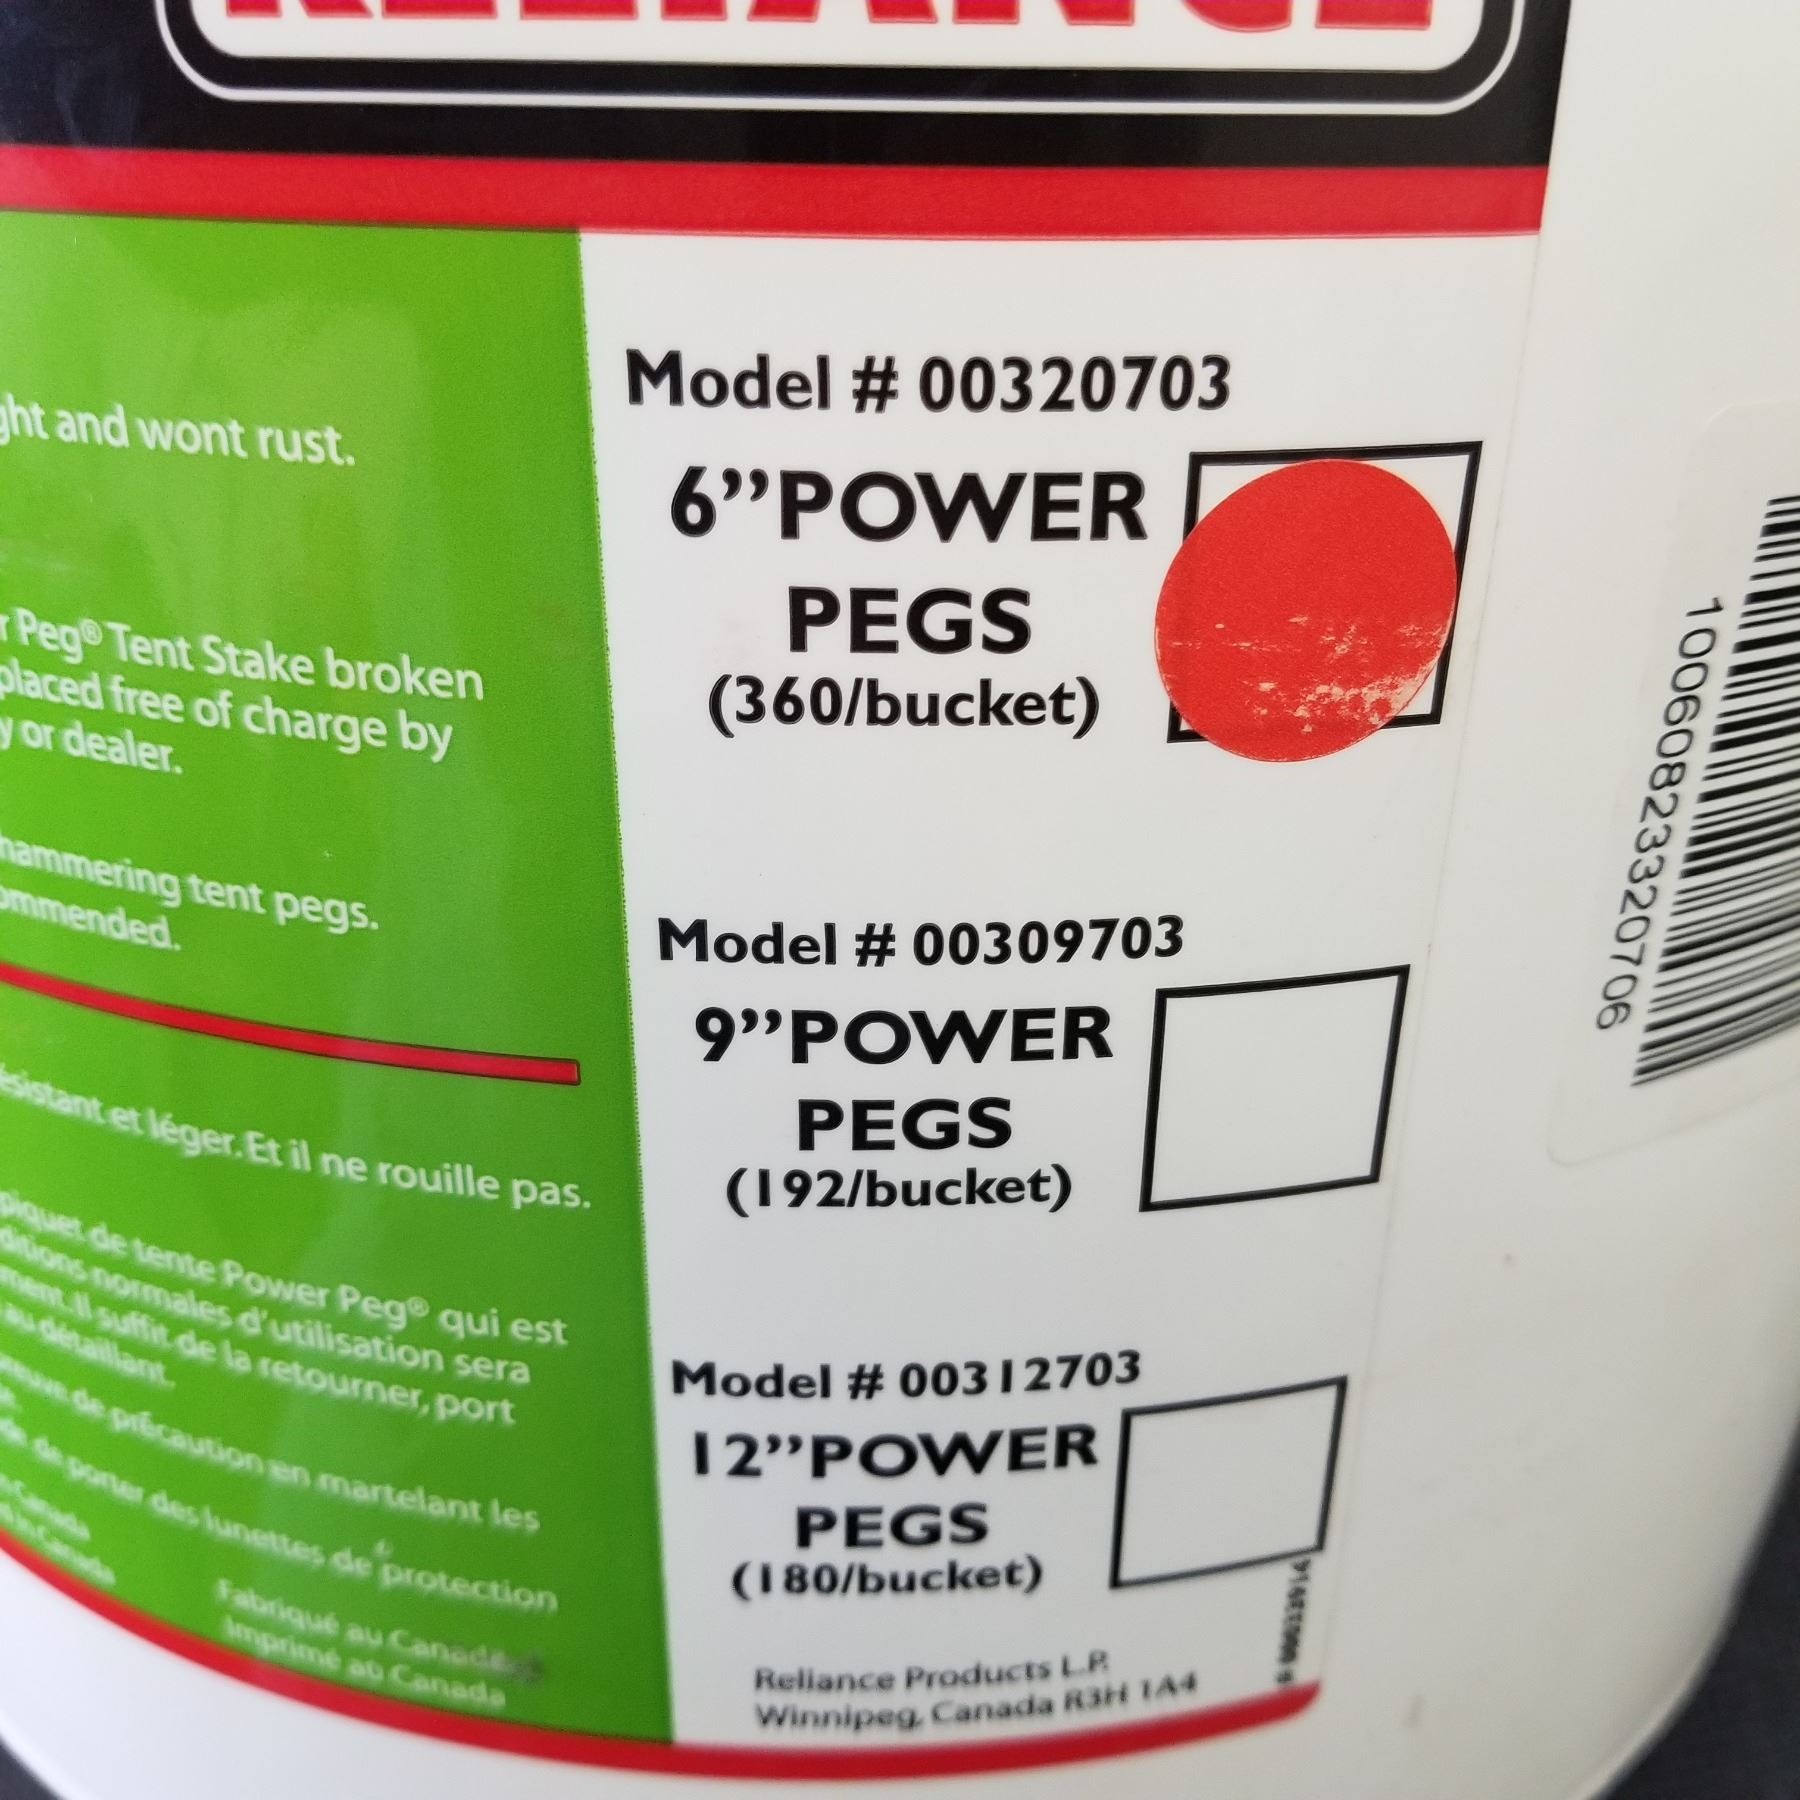 RELIANCE
ght and wont rust.
r Peg® Tent Stake broken
placed free of charge by
y or dealer.
hammering tent pegs.
ommended.
ésistant et léger. Et il ne rouille pas.
piquet de tente Power Peg® qui est
ditions normales d'utilisation sera
ment. Il suffit de la retourner, port
au détaillant.
de précaution en martelant les
de porter des lunettes de protection
n Canada
d in Canada
Fabriqué au Canada
Imprimé au Canada
Model # 00320703
6”POWER
PEGS
(360/bucket)
Model # 00309703
9”POWER
PEGS
(192/bucket)
Model # 00312703
12”POWER
PEGS
(180/bucket)
Reliance Products L.P.
Winnipeg, Canada R3H 1A4
10060823320706